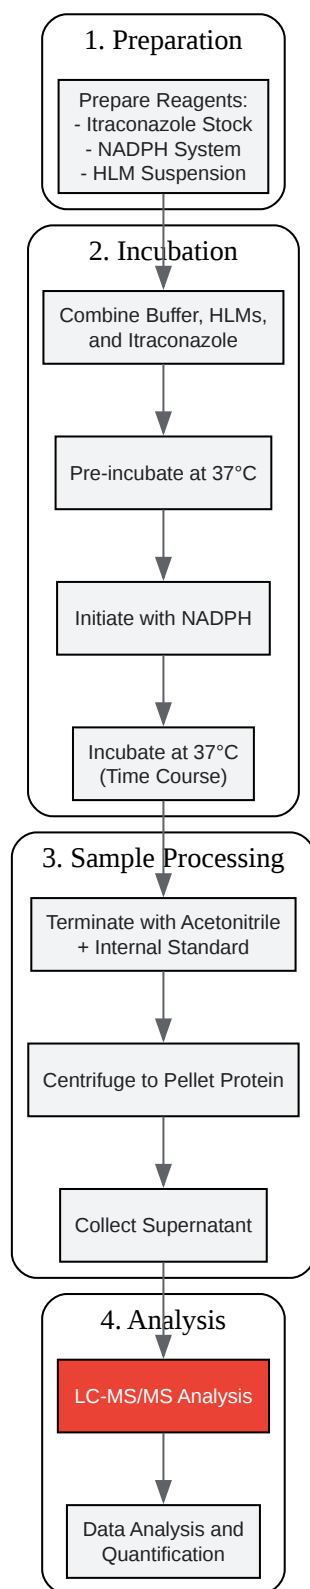 1. Preparation
Prepare Reagents:
- Itraconazole Stock
- NADPH System
- HLM Suspension
2. Incubation
Combine Buffer, HLMs,
and Itraconazole
Pre-incubate at 37°C
Initiate with NADPH
Incubate at 37°C
(Time Course)
3. Sample Processing
Terminate with Acetonitrile
+ Internal Standard
Centrifuge to Pellet Protein
Collect Supernatant
4. Analysis
LC-MS/MS Analysis
Data Analysis and
Quantification